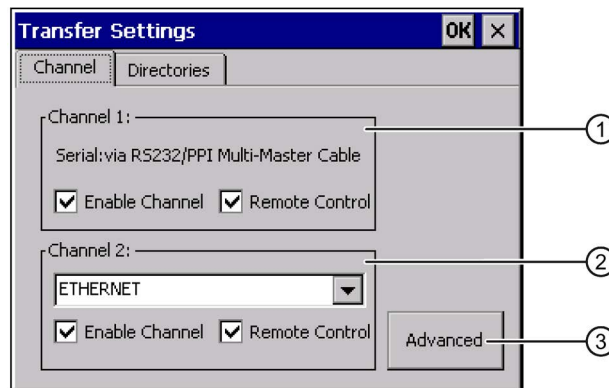 Transfer Settings OK ×
Channel Directories
Channel 1:
1
Serial:via RS232/PPI Multi-Master Cable
Enable Channel Remote Control
Channel 2:
2
ETHERNET
Enable Channel Remote Control
Advanced 3